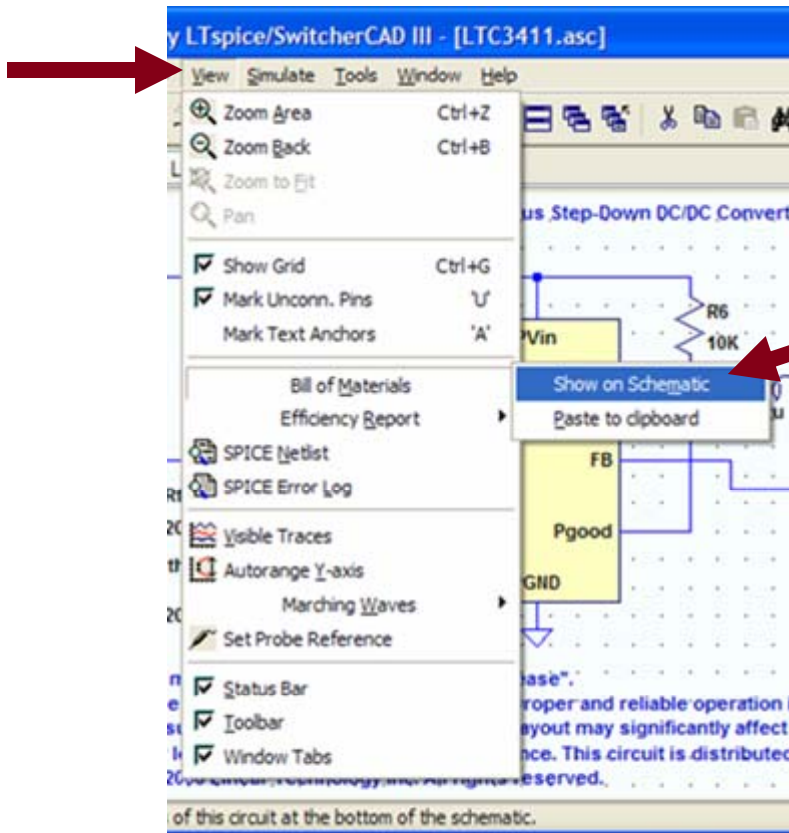 y LTspice/SwitcherCAD III - [LTC3411.asc]
View Simulate Tools Window Help
Zoom Area Ctrl+Z
Zoom Back Ctrl+B
L
Zoom to Fit
Pan
us Step-Down DC/DC Convert
Show Grid Ctrl+G
Mark Unconn. Pins 'U'
R6
Mark Text Anchors 'A'
PVin
10K
Bill of Materials
Show on Schematic
Efficiency Report
Paste to clipboard
u
SPICE Netlist
FB
SPICE Error Log
Visible Traces
Pgood
Autorange Y-axis
GND
Marching Waves
Set Probe Reference
Status Bar
ease".
Toolbar
roper and reliable operation i
ayout may significantly affect
Window Tabs
nce. This circuit is distributed
eserved.
of this circuit at the bottom of the schematic.